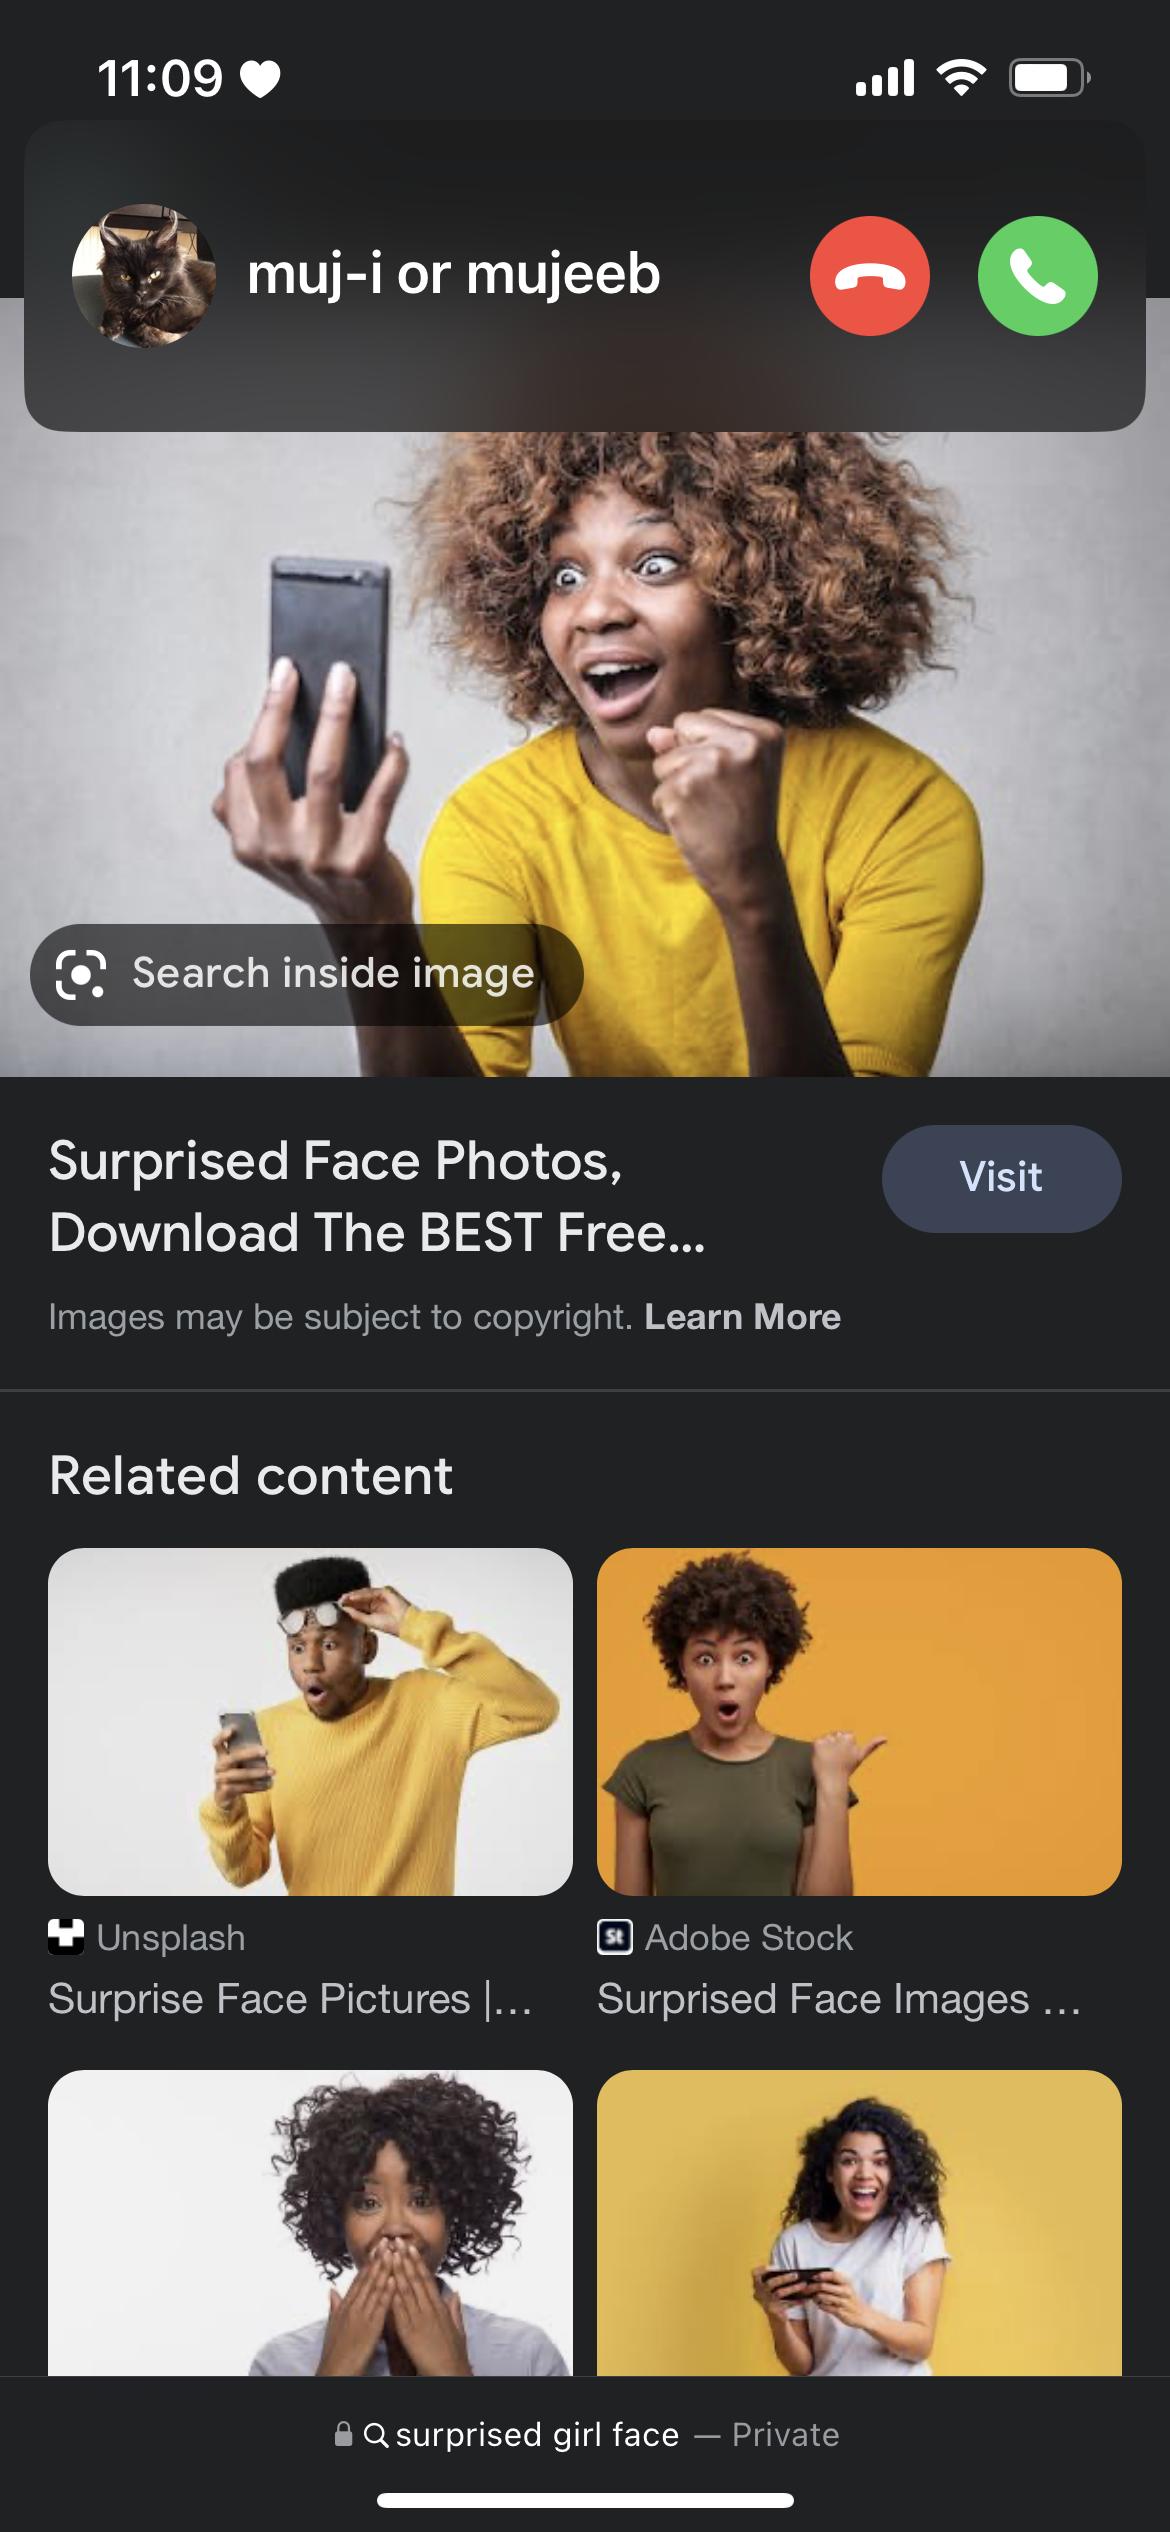 11:09
muj-i or mujeeb
Search inside image
Surprised Face Photos,
Download The BEST Free...
Visit
Images may be subject to copyright. Learn More
Related content
Unsplash
Surprise Face Pictures |...
St Adobe Stock
Surprised Face Images ...
surprised girl face — Private